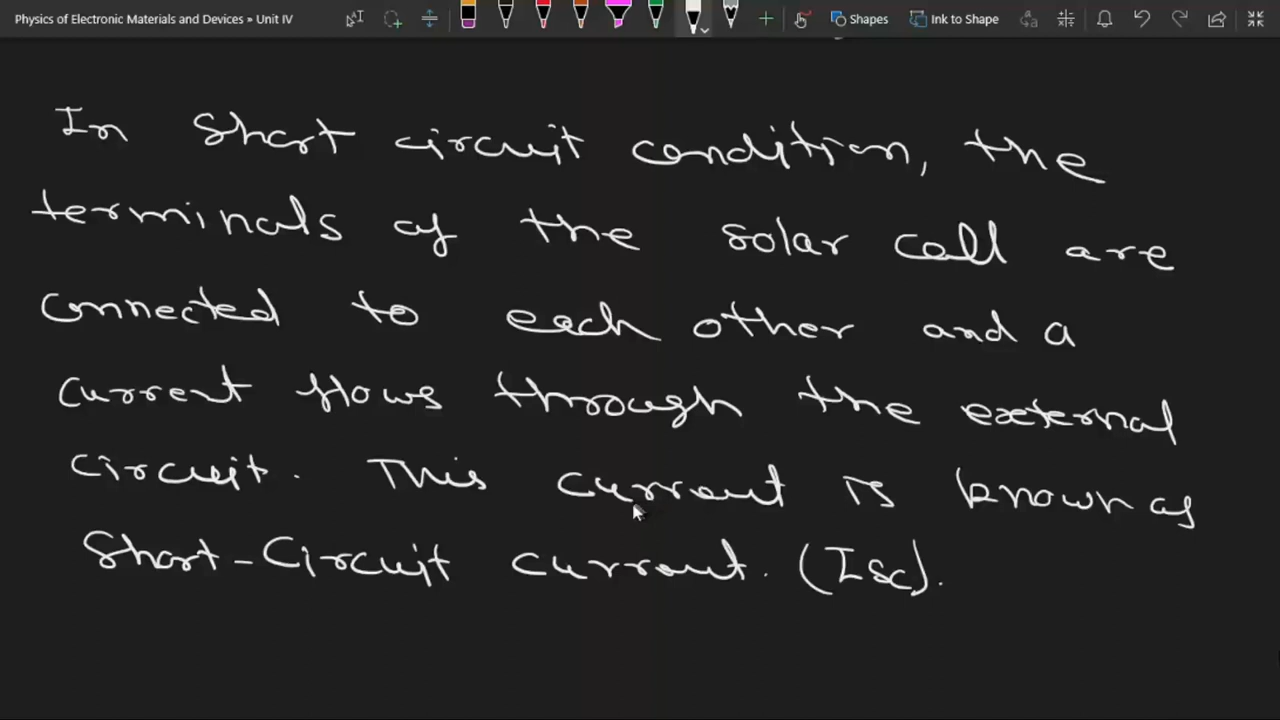 Physics of Electronic Materials and Devices » Unit IV
Shapes
Ink to Shape
In short circuit condition, the
terminals of the solar cell are
connected to each other and a
current flows through the external
circuit. This current is known as
Short-Circuit current. (Isc).